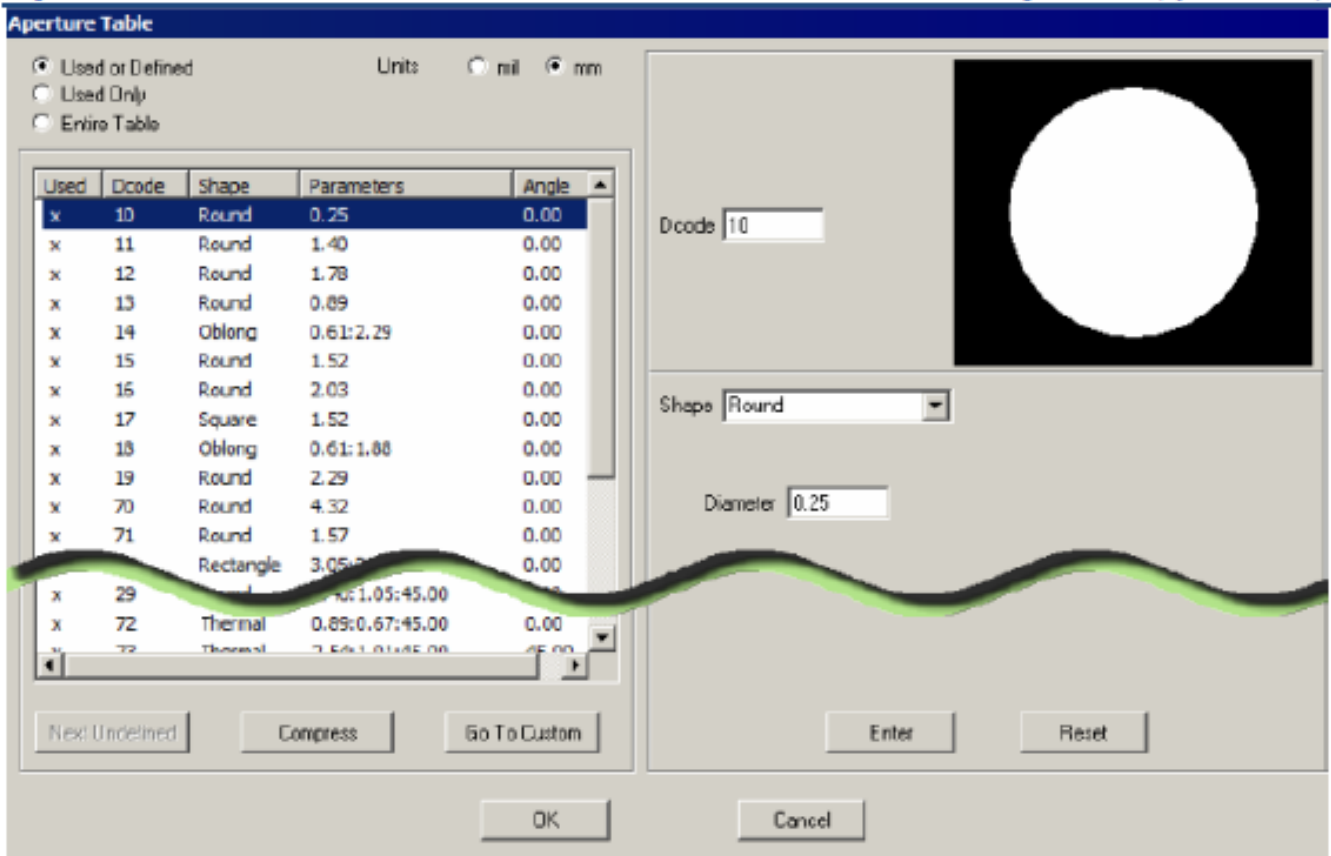 Aperture Table
Used or Defined
Used Only
Entire Table
Units mil mm
Used Dcode Shape Parameters Angle
x 10 Round 0.25 0.00
x 11 Round 1.40 0.00
x 12 Round 1.78 0.00
x 13 Round 0.89 0.00
x 14 Oblong 0.61:2.29 0.00
x 15 Round 1.52 0.00
x 16 Round 2.03 0.00
x 17 Square 1.52 0.00
x 18 Oblong 0.61:1.88 0.00
x 19 Round 2.29 0.00
x 70 Round 4.32 0.00
x 71 Round 1.57 0.00
Rectangle 0.00
x 29 1.05:45.00
x 72 Thermal 0.89:0.67:45.00 0.00
Next Undefined Compress Go To Custom
Dcode 10
Shape Round
Diameter 0.25
Enter Reset
OK Cancel